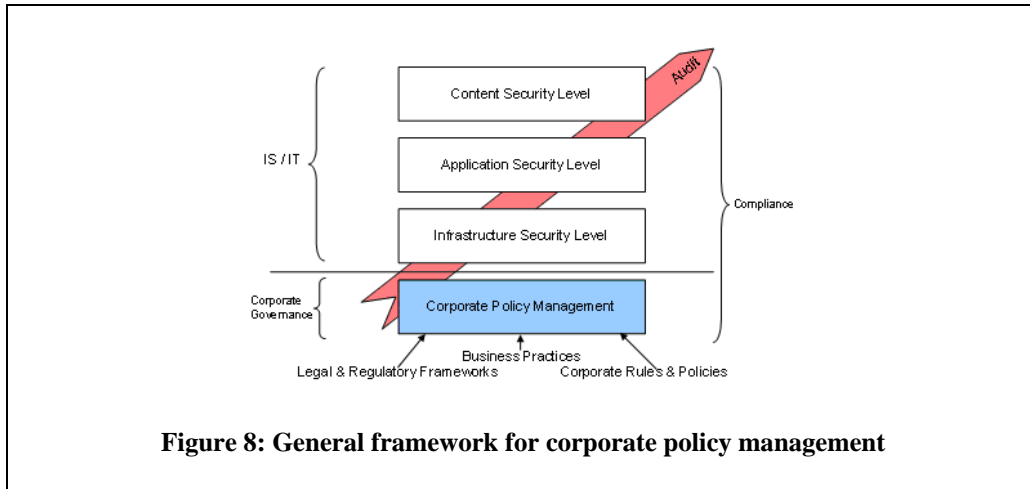 Audit
Content Security Level
IS / IT
Application Security Level
Compliance
Infrastructure Security Level
Corporate
Governance
Corporate Policy Management
Business Practices
Legal & Regulatory Frameworks
Corporate Rules & Policies
Figure 8: General framework for corporate policy management